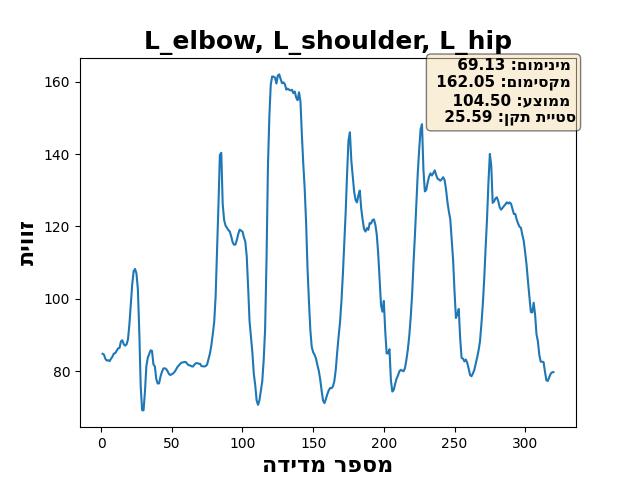 L_elbow, L_shoulder, L_hip
מינימום: 69.13
מקסימום: 162.05
ממוצע: 104.50
סטיית תקן: 25.59
זווית
160
140
120
100
80
0 50 100 150 200 250 300
מספר מדידה